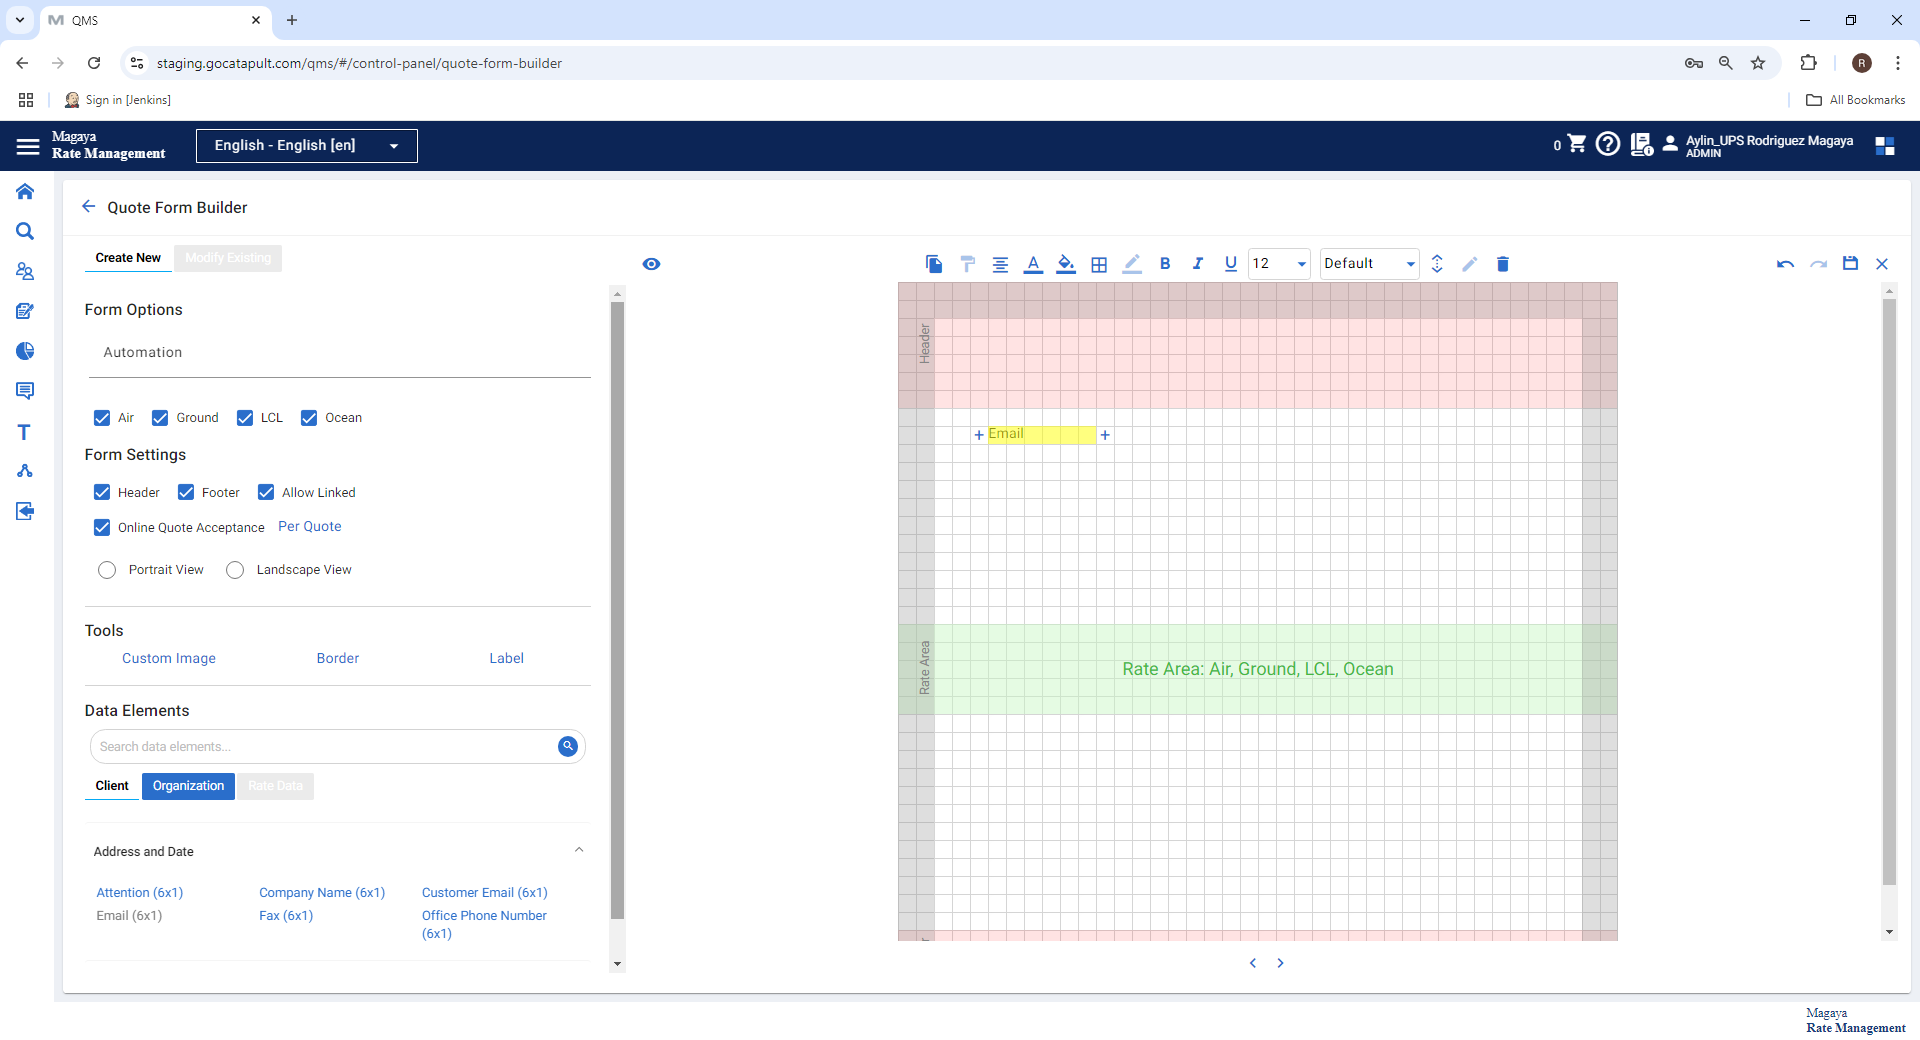 QMS
staging.gocatapult.com/qms/#/control-panel/quote-form-builder
R
Sign in [Jenkins]
All Bookmarks
Magaya
Rate Management
English - English [en]
0
Aylin_UPS Rodriguez Magaya
ADMIN
Quote Form Builder
Create New
Modify Existing
12
Default
Form Options
Automation
Air
Ground
LCL
Ocean
Form Settings
Header
Footer
Allow Linked
Online Quote Acceptance
Per Quote
Portrait View
Landscape View
Tools
Custom Image
Border
Label
Data Elements
Search data elements...
Client
Organization
Rate Data
Address and Date
Attention (6x1)
Company Name (6x1)
Customer Email (6x1)
Email (6x1)
Fax (6x1)
Office Phone Number
(6x1)
Header
+ Email +
Rate Area
Rate Area: Air, Ground, LCL, Ocean
Magaya
Rate Management